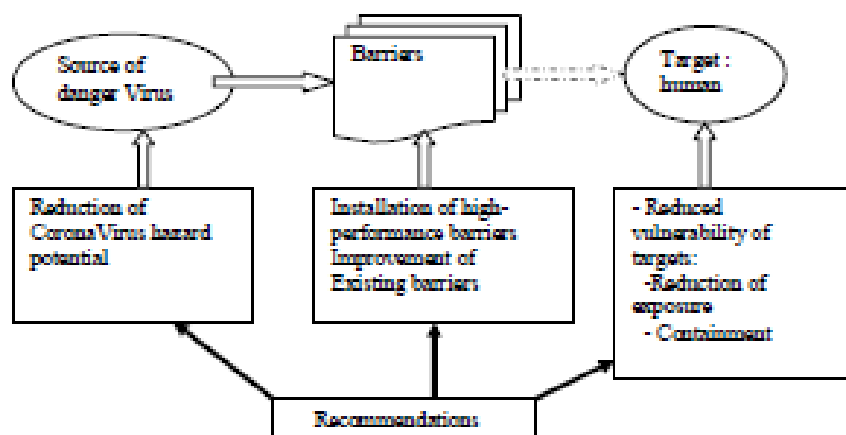 Source of
danger Virus
Barriers
Target :
human
Reduction of
CoronaVirus hazard
potential
Installation of high-
performance barriers
Improvement of
Existing barriers
- Reduced
vulnerability of
targets:
-Reduction of
exposure
- Containment
Recommendations